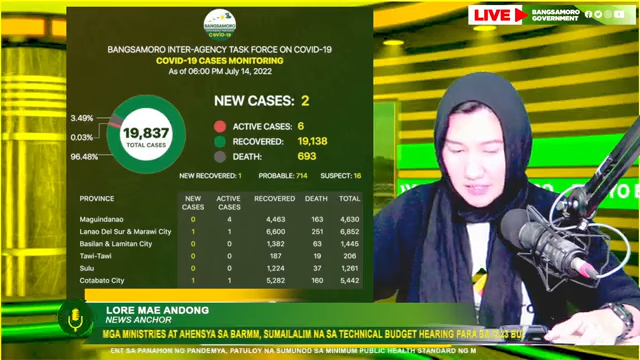 LIVE
BANGSAMORO
GOVERNMENT
BANGSAMORO
COVID-19
BANGSAMORO INTER-AGENCY TASK FORCE ON COVID-19
COVID-19 CASES MONITORING
As of 06:00 PM July 14, 2022
3.49%
0.03%
96.48%
19,837
TOTAL CASES
NEW CASES: 2
ACTIVE CASES: 6
RECOVERED: 19,138
DEATH: 693
NEW RECOVERED: 1 PROBABLE: 714 SUSPECT: 16
PROVINCE NEW CASES ACTIVE CASES RECOVERED DEATH TOTAL
Maguindanao 0 4 4,463 163 4,630
Lanao Del Sur & Marawi City 1 1 6,600 251 6,852
Basilan & Lamitan City 0 0 1,382 63 1,445
Tawi-Tawi 0 0 187 19 206
Sulu 0 0 1,224 37 1,261
Cotabato City 1 1 5,282 160 5,442
LORE MAE ANDONG
NEWS ANCHOR
MGA MINISTRIES AT AHENSYA SA BARMM, SUMAILALIM NA SA TECHNICAL BUDGET HEARING PARA SA
ENT SA PANAHON NG PANDEMYA, PATULOY NA SUMUNOD SA MINIMUM PUBLIC HEALTH STANDARD NG M